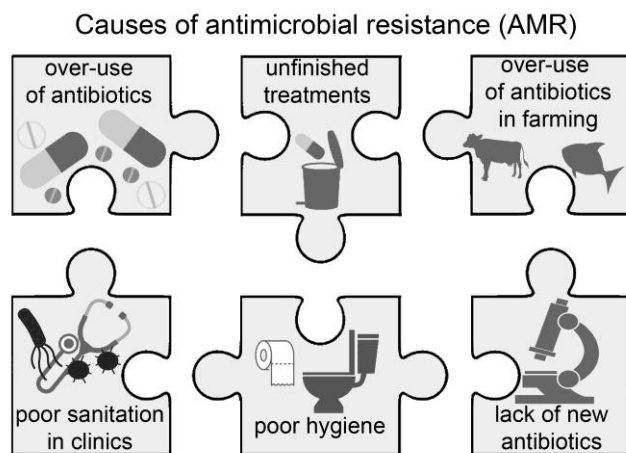 Causes of antimicrobial resistance (AMR)
over-use
of antibiotics
unfinished
treatments
over-use
of antibiotics
in farming
poor sanitation
in clinics
poor hygiene
lack of new
antibiotics